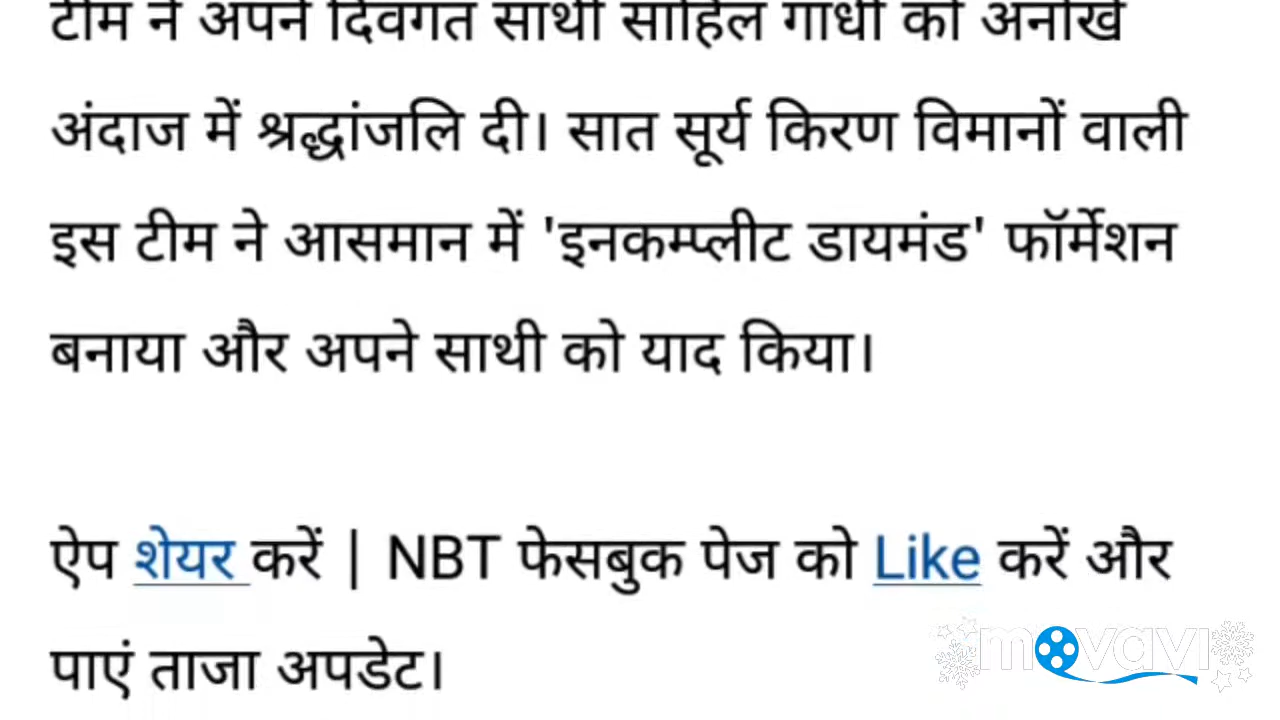 टीम ने अपने दिवंगत साथी साहिल गांधी को अनोखे
अंदाज में श्रद्धांजलि दी। सात सूर्य किरण विमानों वाली
इस टीम ने आसमान में 'इनकम्प्लीट डायमंड' फॉर्मेशन
बनाया और अपने साथी को याद किया।
ऐप शेयर करें | NBT फेसबुक पेज को Like करें और
पाएं ताजा अपडेट।
movavi